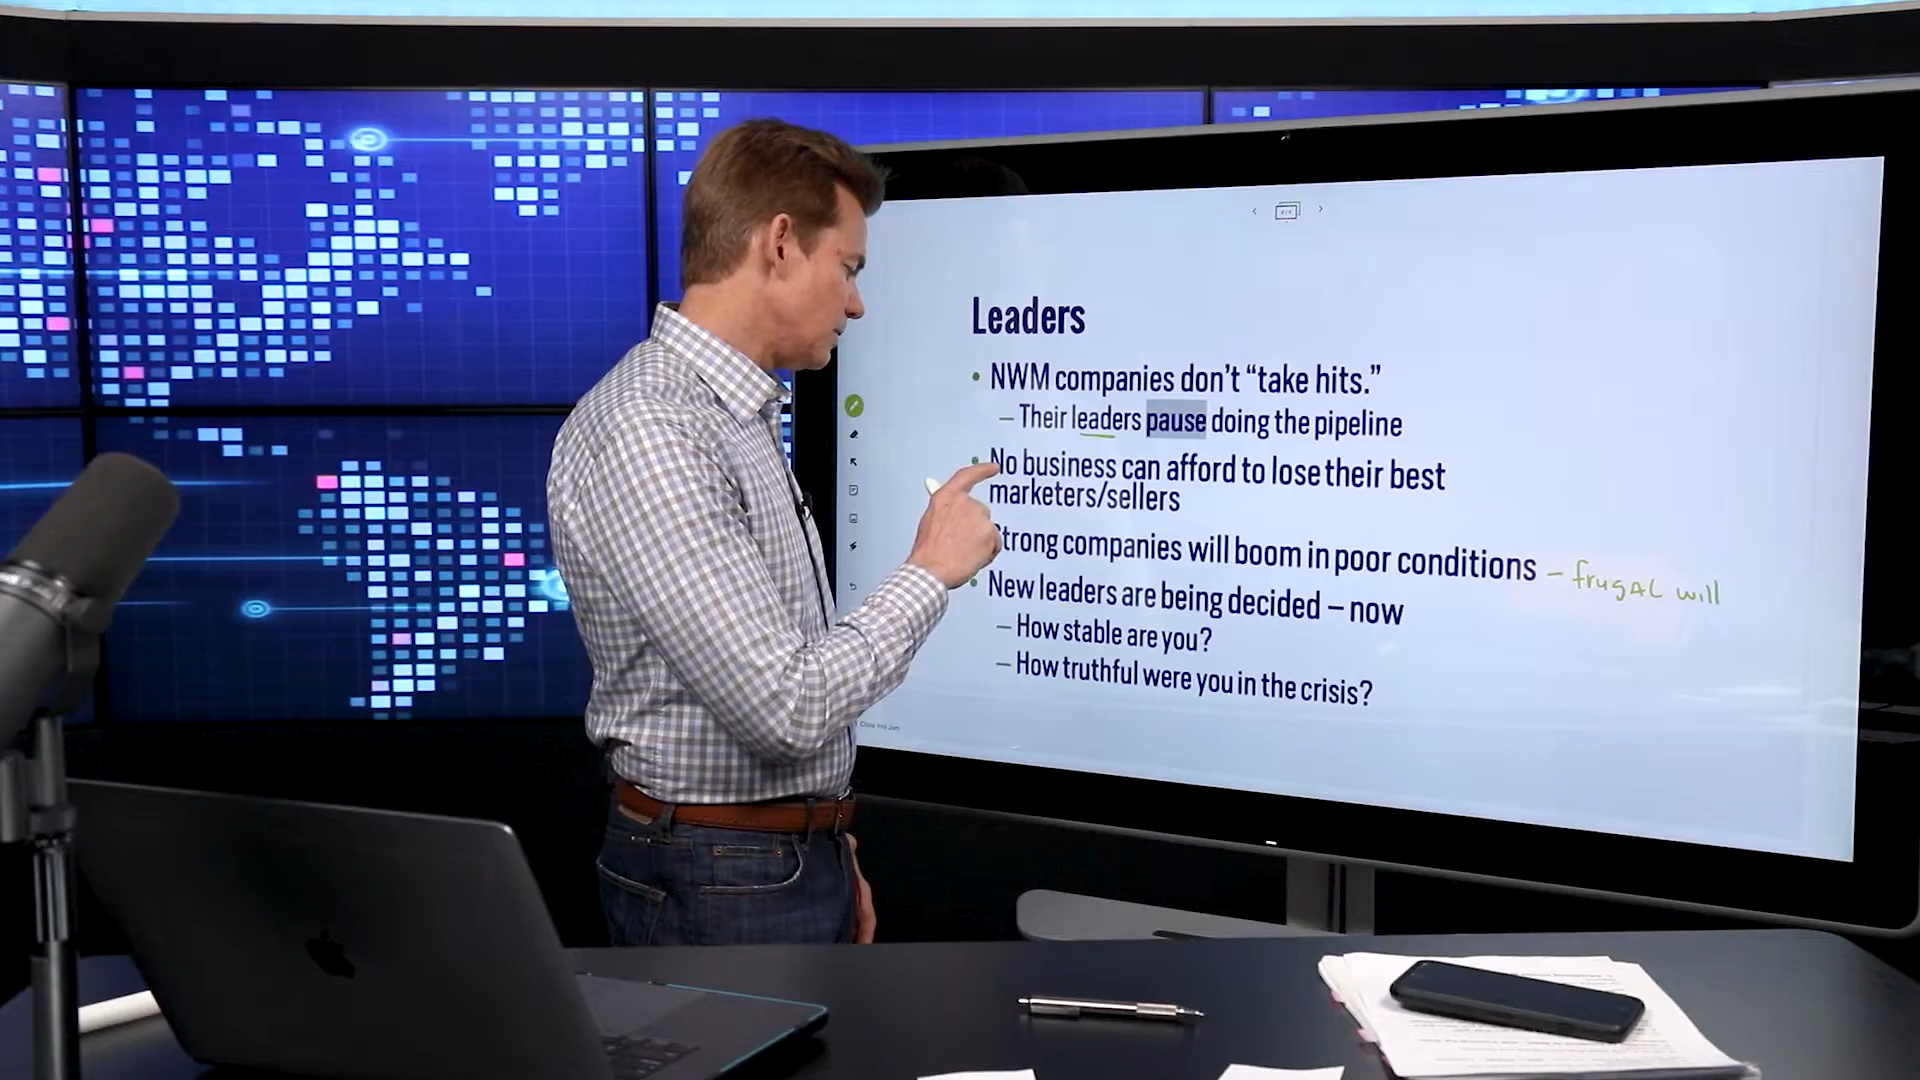 Leaders
• NWM companies don't “take hits.”
– Their leaders pause doing the pipeline
• No business can afford to lose their best
marketers/sellers
Strong companies will boom in poor conditions – frugal will
• New leaders are being decided – now
– How stable are you?
– How truthful were you in the crisis?